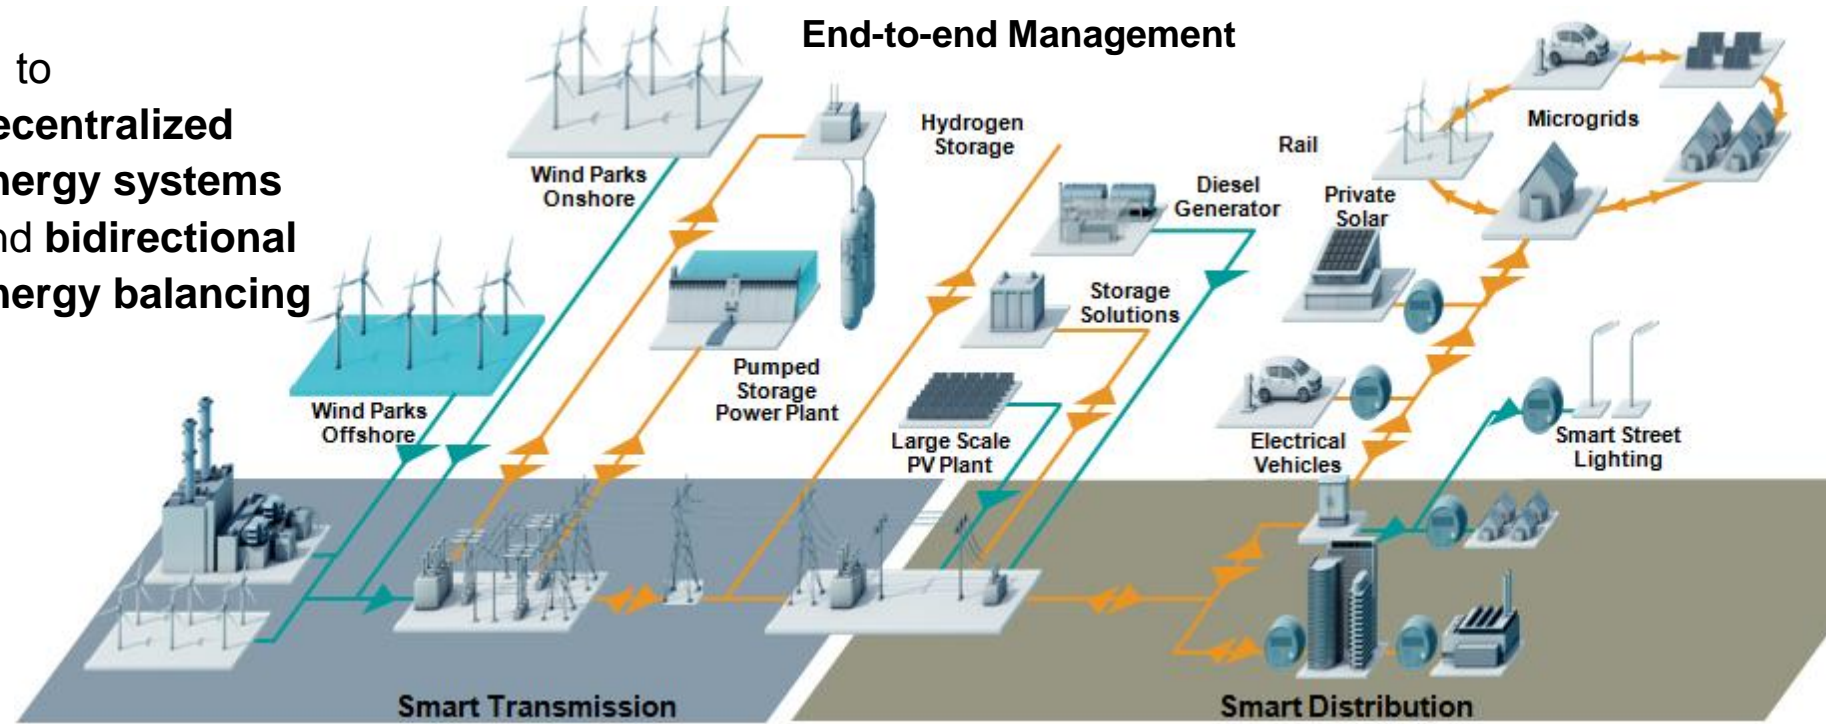 to
ecentralized
nergy systems
nd bidirectional
nergy balancing
End-to-end Management
Wind Parks
Onshore
Wind Parks
Offshore
Pumped
Storage
Power Plant
Hydrogen
Storage
Diesel
Generator
Storage
Solutions
Large Scale
PV Plant
Rail
Private
Solar
Microgrids
Electrical
Vehicles
Smart Street
Lighting
Smart Transmission
Smart Distribution